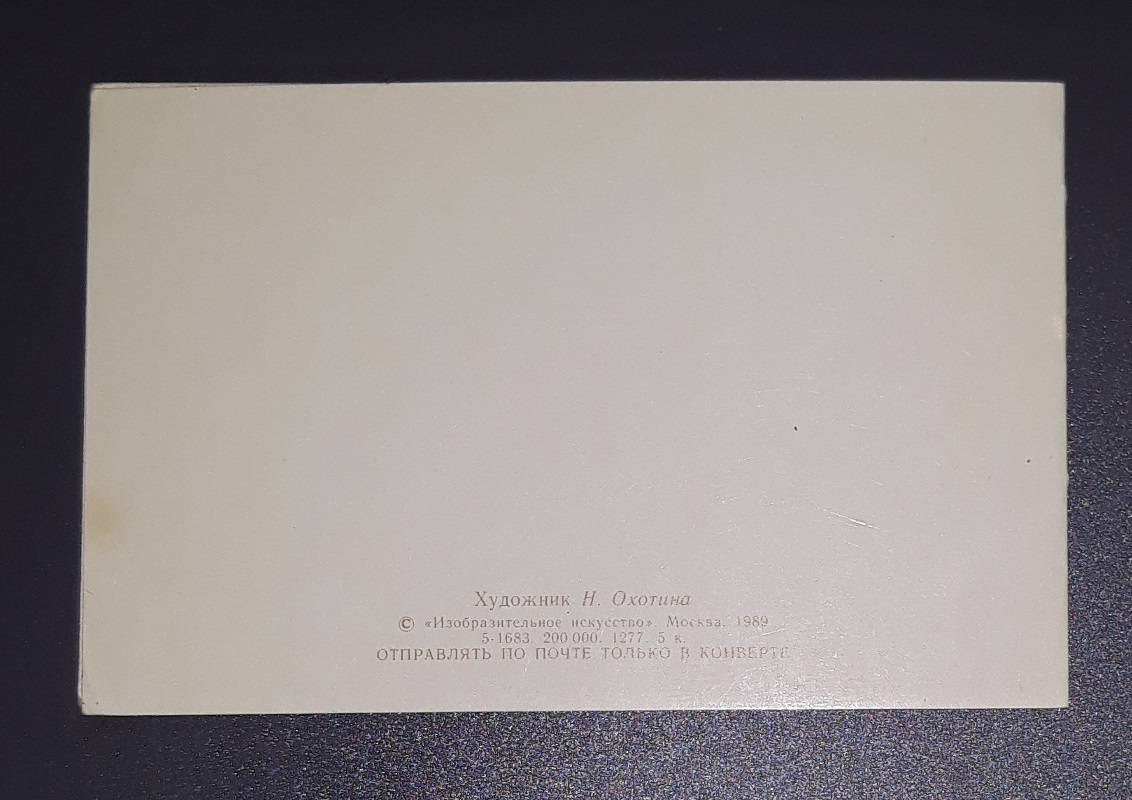 Художник Н. Охотина
© «Изобразительное искусство». Москва. 1989
5-1683. 200 000. 1277. 5 к.
ОТПРАВЛЯТЬ ПО ПОЧТЕ ТОЛЬКО В КОНВЕРТЕ